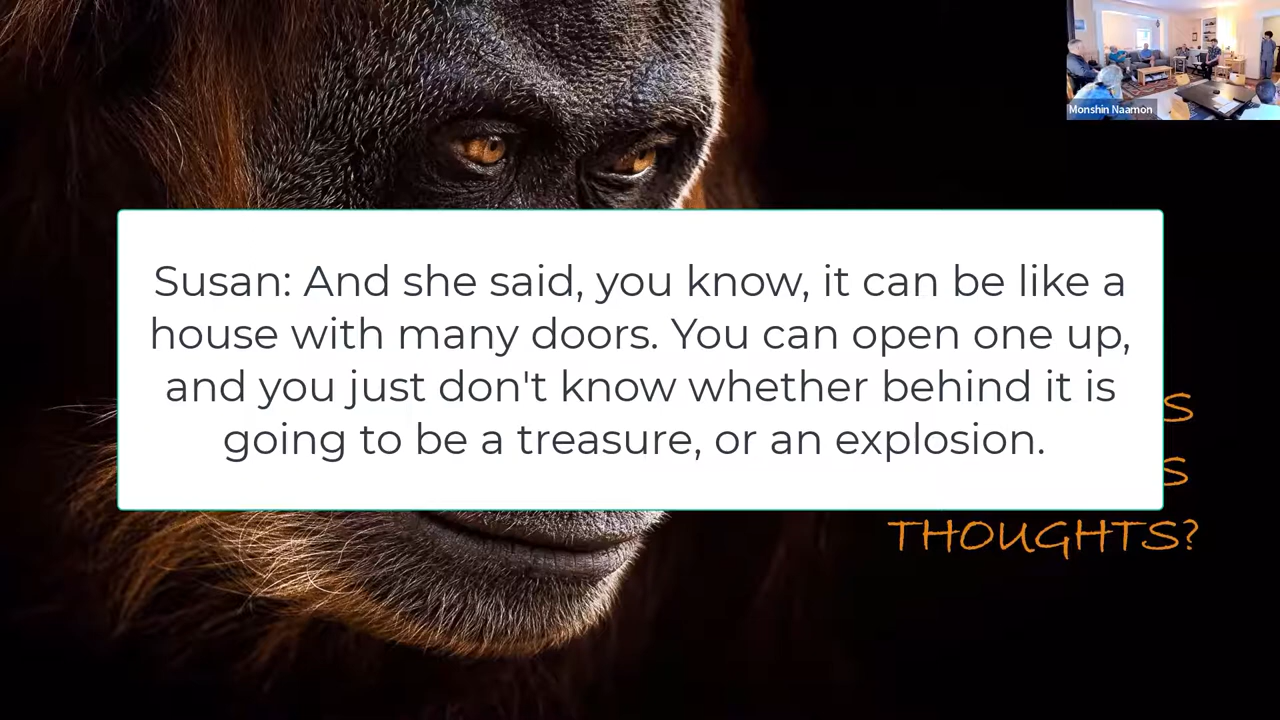 Monshin Naamon
Susan: And she said, you know, it can be like a
house with many doors. You can open one up,
and you just don't know whether behind it is
going to be a treasure, or an explosion.
S
S
THOUGHTS?